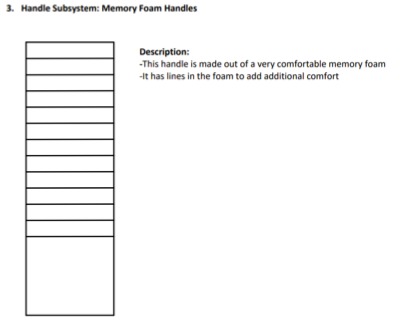 3. Handle Subsystem: Memory Foam Handles
Description:
-This handle is made out of a very comfortable memory foam
-It has lines in the foam to add additional comfort